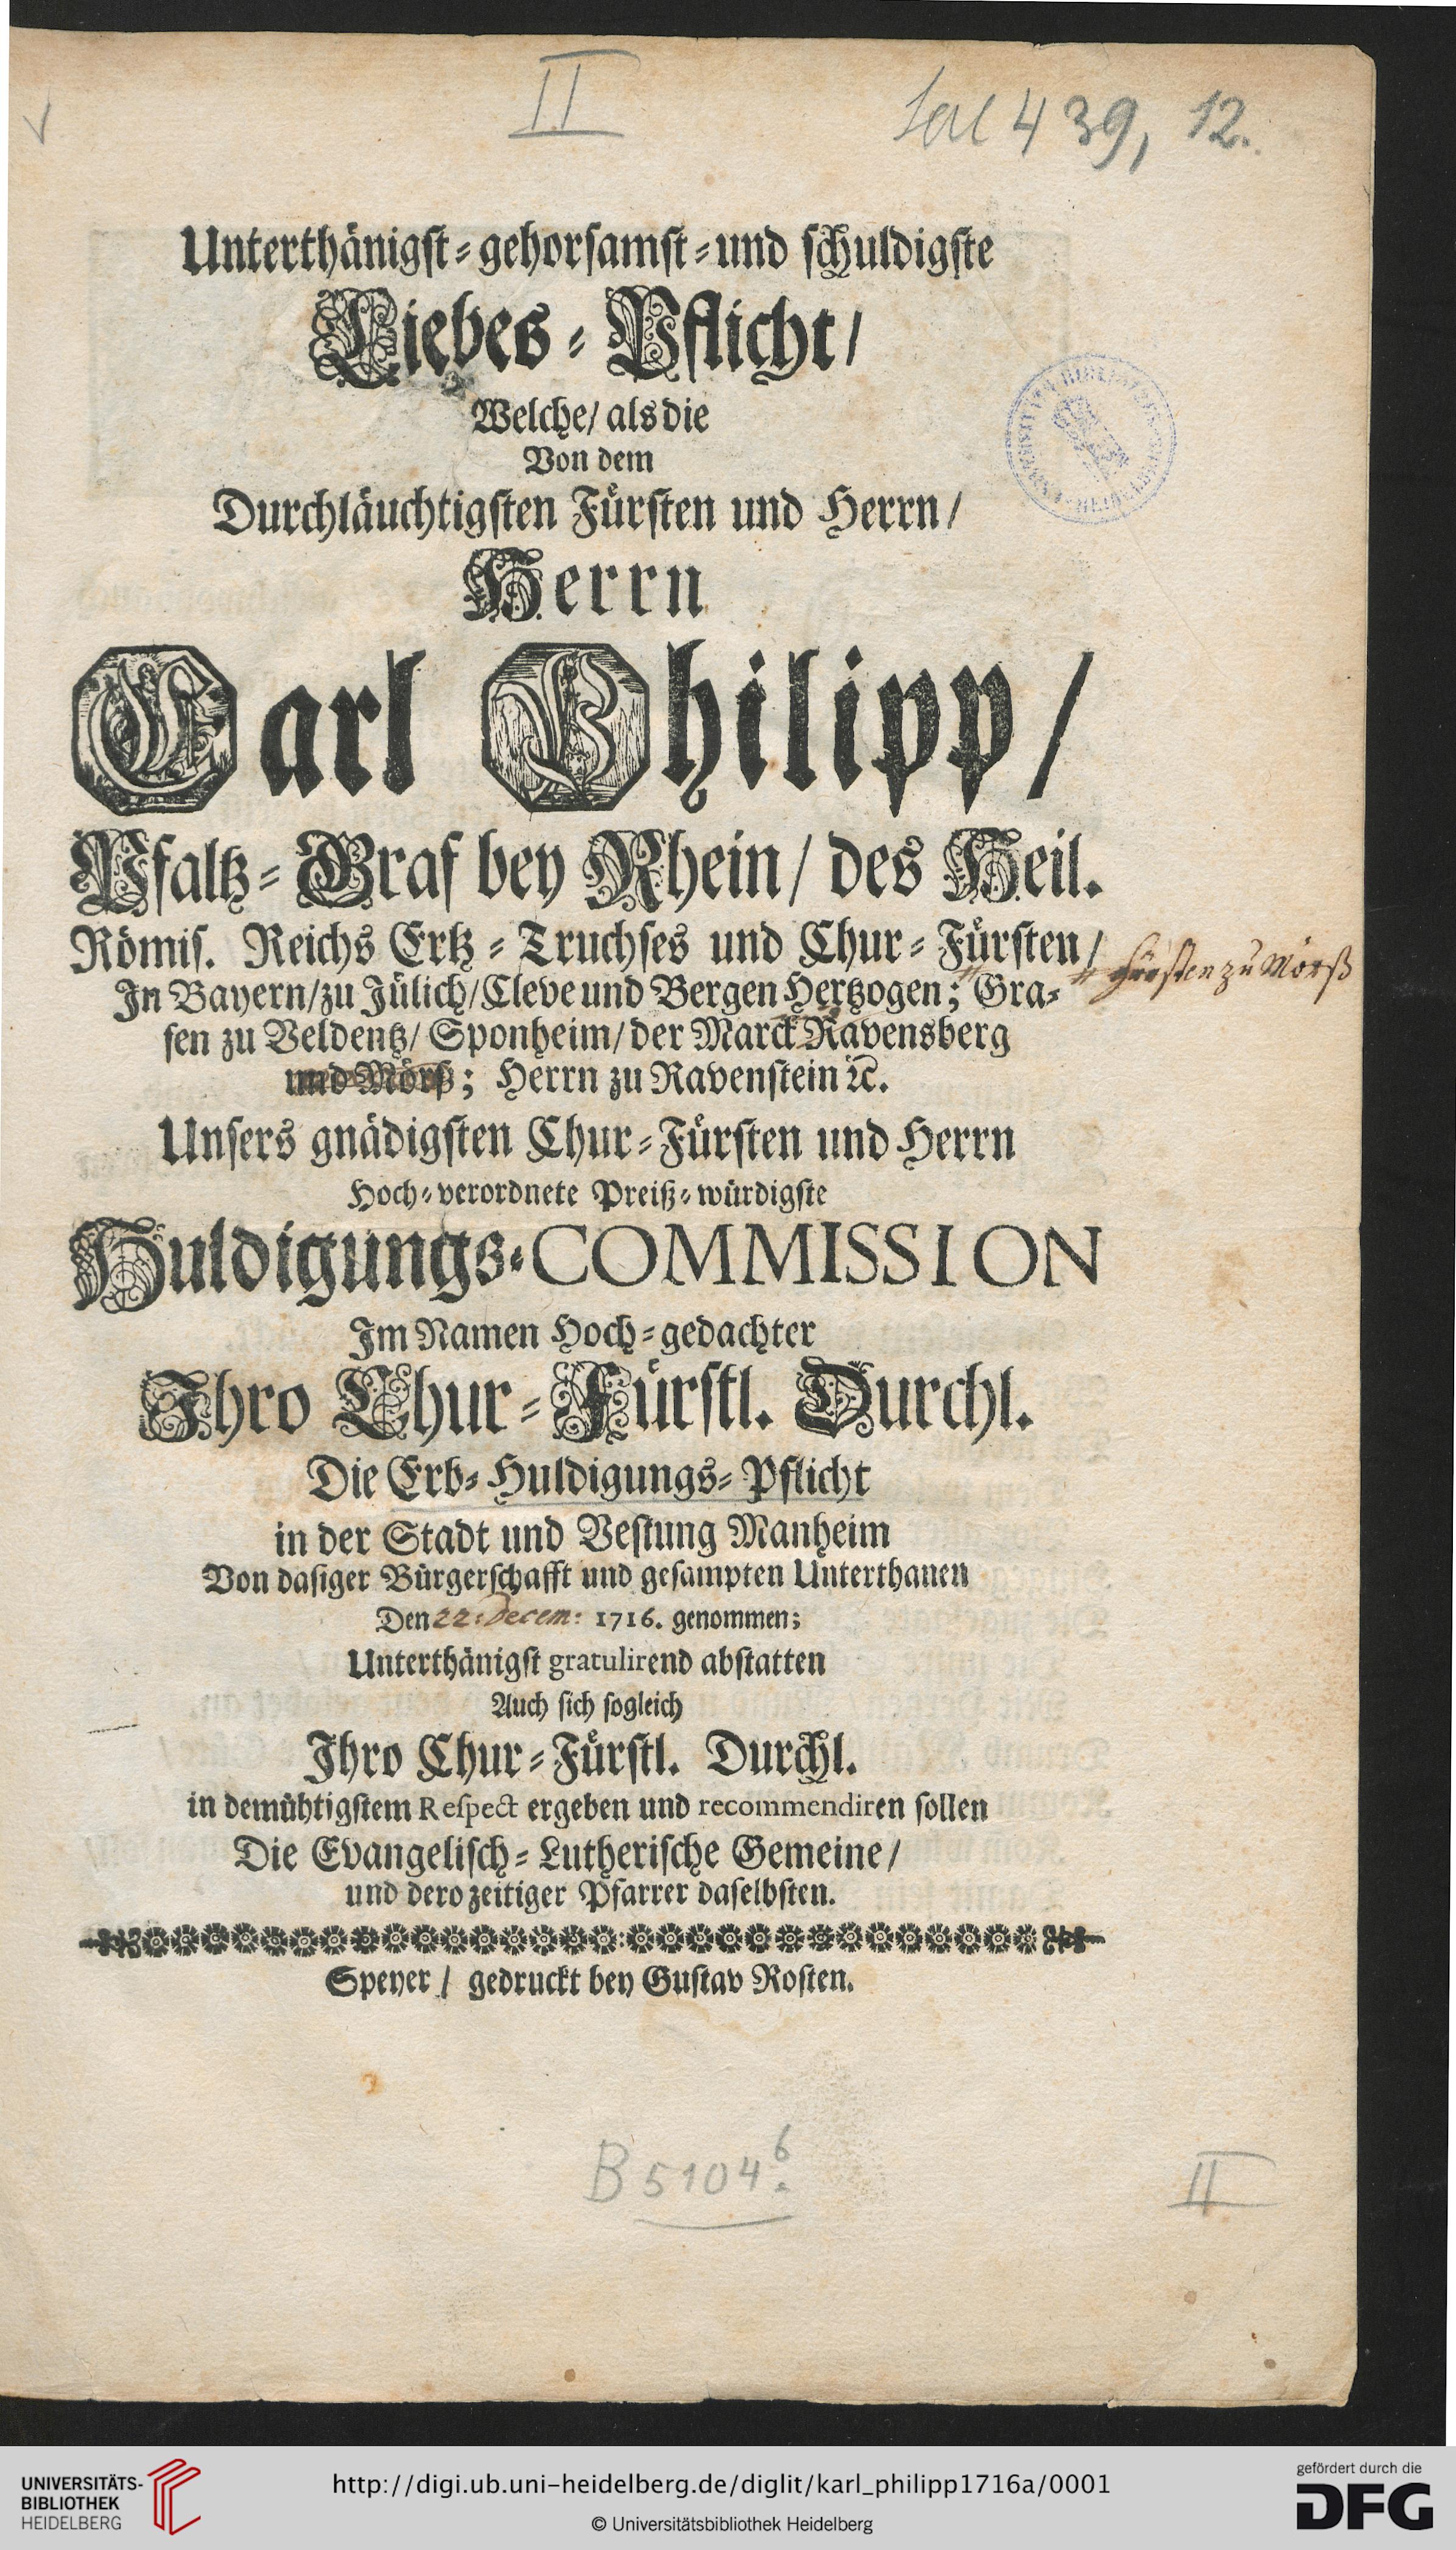 II
Sal 439, 12.
Unterthänigst-gehorsamst-und schuldigste
Liebes-Pflicht/
Welche/ als die
Von dem
Durchläuchtigsten Fürsten und Herrn/
Herrn
Carl Philipp/
Pfaltz-Graf bey Rhein/ des Heil.
Römis. Reichs Ertz-Truchses und Chur-Fürsten/
Fürsten zu Mörß
In Bayern/zu Jülich/Cleve und Bergen Hertzogen; Gra-
fen zu Veldentz/ Sponheim/ der Marck Ravensberg
und Mörß; Herrn zu Ravenstein ꝛc.
Unsers gnädigsten Chur-Fürsten und Herrn
Hoch-verordnete Preiß-würdigste
Huldigungs-COMMISSION
Im Namen Hoch-gedachter
Ihro Chur-Fürstl. Durchl.
Die Erb-Huldigungs-Pflicht
in der Stadt und Vestung Manheim
Von dasiger Bürgerschafft und gesampten Unterthanen
Den 22: Decem: 1716. genommen;
Unterthänigst gratulirend abstatten
Auch sich sogleich
Ihro Chur-Fürstl. Durchl.
in demühtigstem Respect ergeben und recommendiren sollen
Die Evangelisch-Lutherische Gemeine/
und dero zeitiger Pfarrer daselbsten.
Speyer/ gedruckt bey Gustav Rosten.
B 5104 6.
II
UNIVERSITÄTS-
BIBLIOTHEK
HEIDELBERG
http://digi.ub.uni-heidelberg.de/diglit/karl_philipp1716a/0001
© Universitätsbibliothek Heidelberg
gefördert durch die
DFG